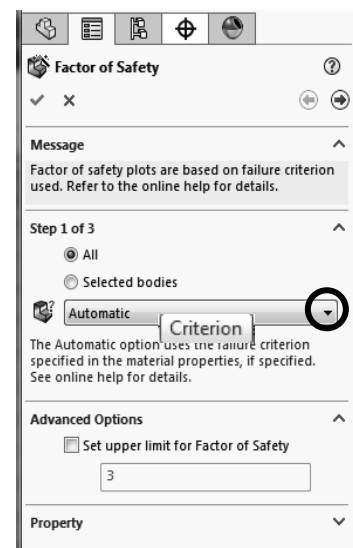 Factor of Safety
Message
Factor of safety plots are based on failure criterion
used. Refer to the online help for details.
Step 1 of 3
All
Selected bodies
Automatic
Criterion
The Automatic option uses the failure criterion
specified in the material properties, if specified.
See online help for details.
Advanced Options
Set upper limit for Factor of Safety
3
Property